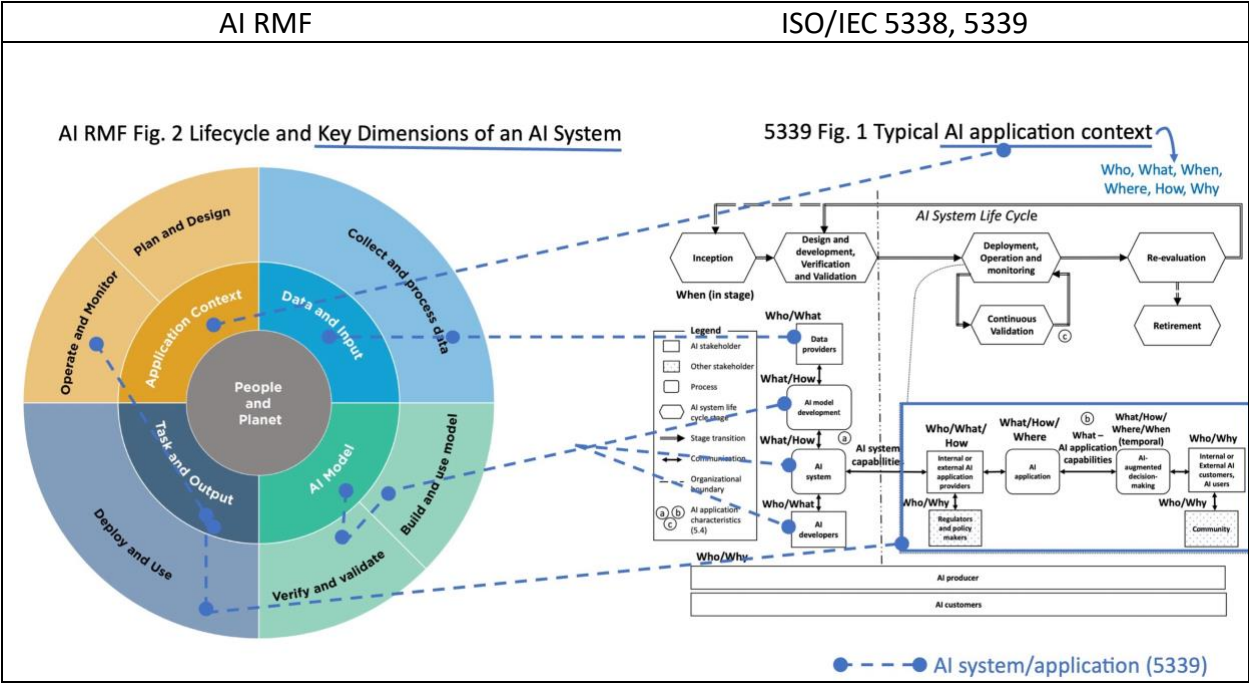 AI RMF
ISO/IEC 5338, 5339
AI RMF Fig. 2 Lifecycle and Key Dimensions of an AI System
5339 Fig. 1 Typical AI application context
Who, What, When,
Where, How, Why
Plan and Design
Collect and process data
Operate and Monitor
Application Context
Data and Input
People
and
Planet
Task and Output
AI Model
Deploy and Use
Build and use model
Verify and validate
AI System Life Cycle
Inception
Design and
development,
Verification
and Validation
Deployment,
Operation and
monitoring
Re-evaluation
When (in stage)
Continuous
Validation
c
Retirement
Legend
AI stakeholder
Other stakeholder
Process
AI system life
cycle stage
Stage transition
Communication
Organizational
boundary
a b
c
AI application
characteristics
(5.4)
Who/What
Data
providers
What/How
AI model
development
What/How
a
AI
system
AI system
capabilities
Who/What
AI
developers
Who/What/
How
Internal or
external AI
application
providers
Who/Why
Regulators
and policy
makers
What/How/
Where
AI
application
b
What –
AI application
capabilities
What/How/
Where/When
(temporal)
AI-
augmented
decision-
making
Who/Why
Internal or
External AI
customers,
AI users
Who/Why
Community
Who/Why
AI producer
AI customers
AI system/application (5339)